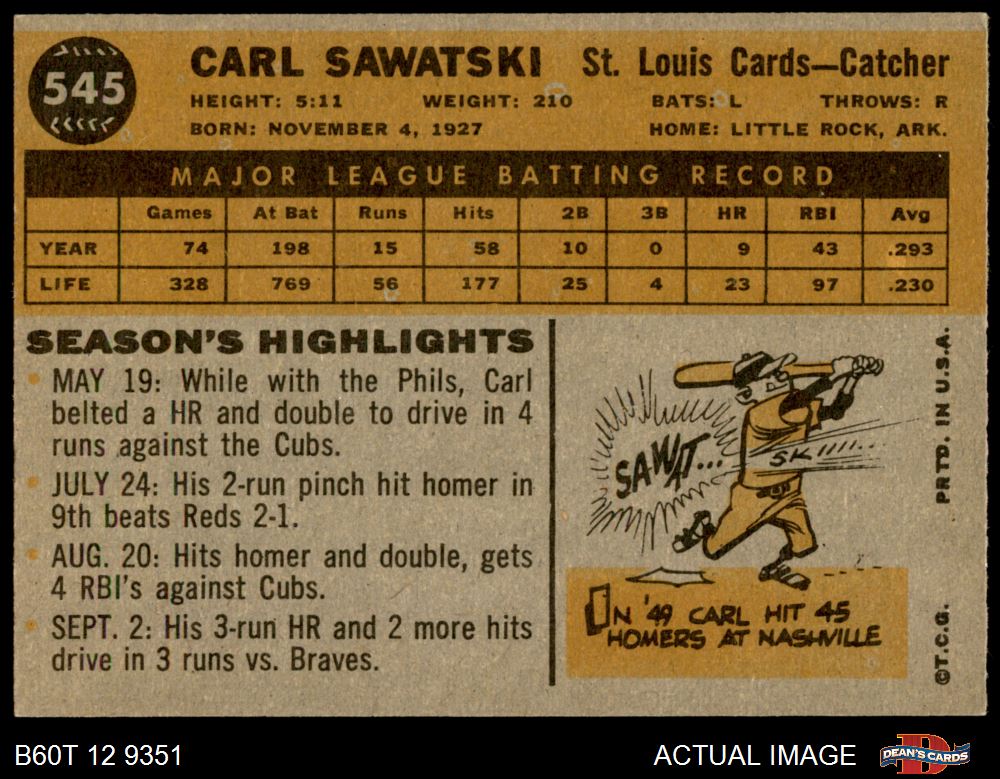 545
CARL SAWATSKI St. Louis Cards—Catcher
HEIGHT: 5:11 WEIGHT: 210 BATS: L THROWS: R
BORN: NOVEMBER 4, 1927 HOME: LITTLE ROCK, ARK.
MAJOR LEAGUE BATTING RECORD
Games At Bat Runs Hits 2B 3B HR RBI Avg
YEAR 74 198 15 58 10 0 9 43 .293
LIFE 328 769 56 177 25 4 23 97 .230
SEASON'S HIGHLIGHTS
• MAY 19: While with the Phils, Carl
belted a HR and double to drive in 4
runs against the Cubs.
• JULY 24: His 2-run pinch hit homer in
9th beats Reds 2-1.
• AUG. 20: Hits homer and double, gets
4 RBI's against Cubs.
• SEPT. 2: His 3-run HR and 2 more hits
drive in 3 runs vs. Braves.
SAWAT... SKI////...
IN '49 CARL HIT 45
HOMERS AT NASHVILLE
©T.C.G. PRTD. IN U.S.A.
B60T 12 9351 ACTUAL IMAGE DEAN'S CARDS